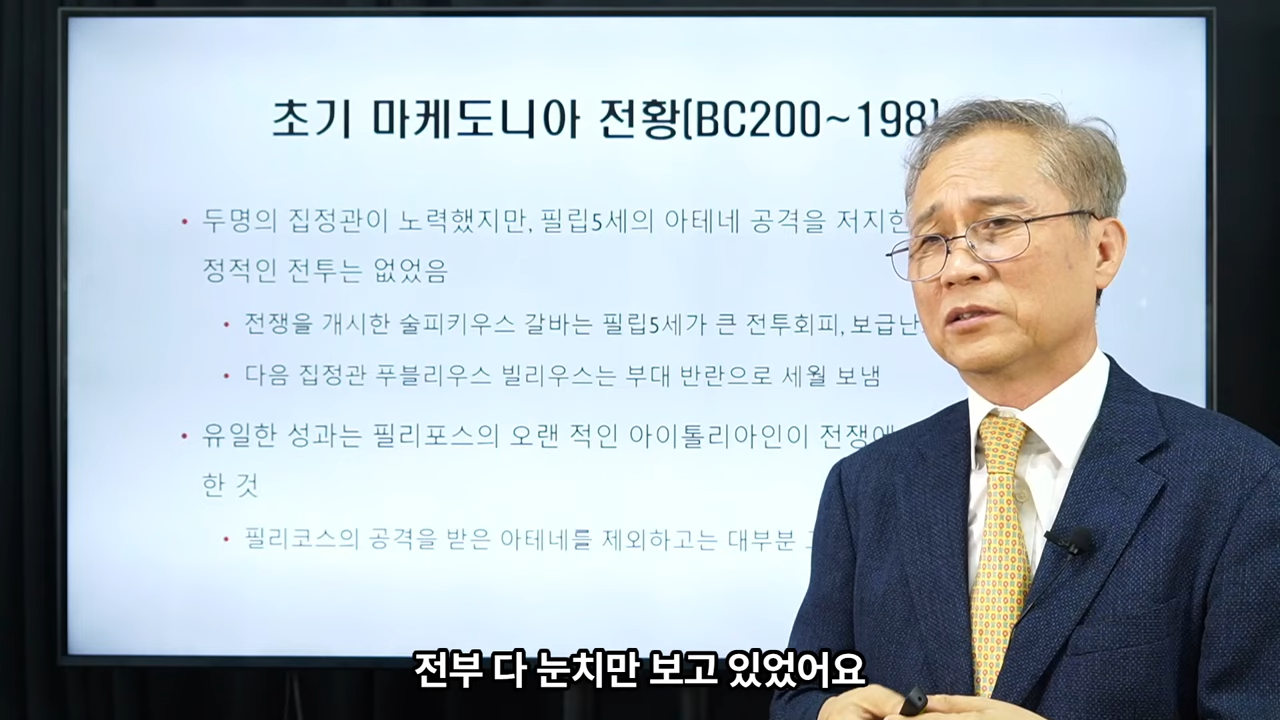 초기 마케도니아 전황(BC200~198)
• 두명의 집정관이 노력했지만, 필립5세의 아테네 공격을 저지한
정적인 전투는 없었음
• 전쟁을 개시한 술피키우스 갈바는 필립5세가 큰 전투회피, 보급난
• 다음 집정관 푸블리우스 빌리우스는 부대 반란으로 세월 보냄
• 유일한 성과는 필리포스의 오랜 적인 아이톨리아인이 전쟁에
한 것
• 필리코스의 공격을 받은 아테네를 제외하고는 대부분
전부 다 눈치만 보고 있었어요